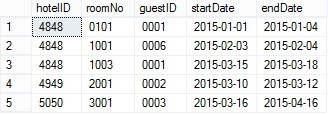 hotelID roomNo guestID startDate endDate
1 4848 0101 0001 2015-01-01 2015-01-04
2 4848 1001 0006 2015-02-03 2015-02-04
3 4848 1003 0001 2015-03-15 2015-03-18
4 4949 2001 0002 2015-03-10 2015-03-12
5 5050 3001 0003 2015-03-16 2015-04-16